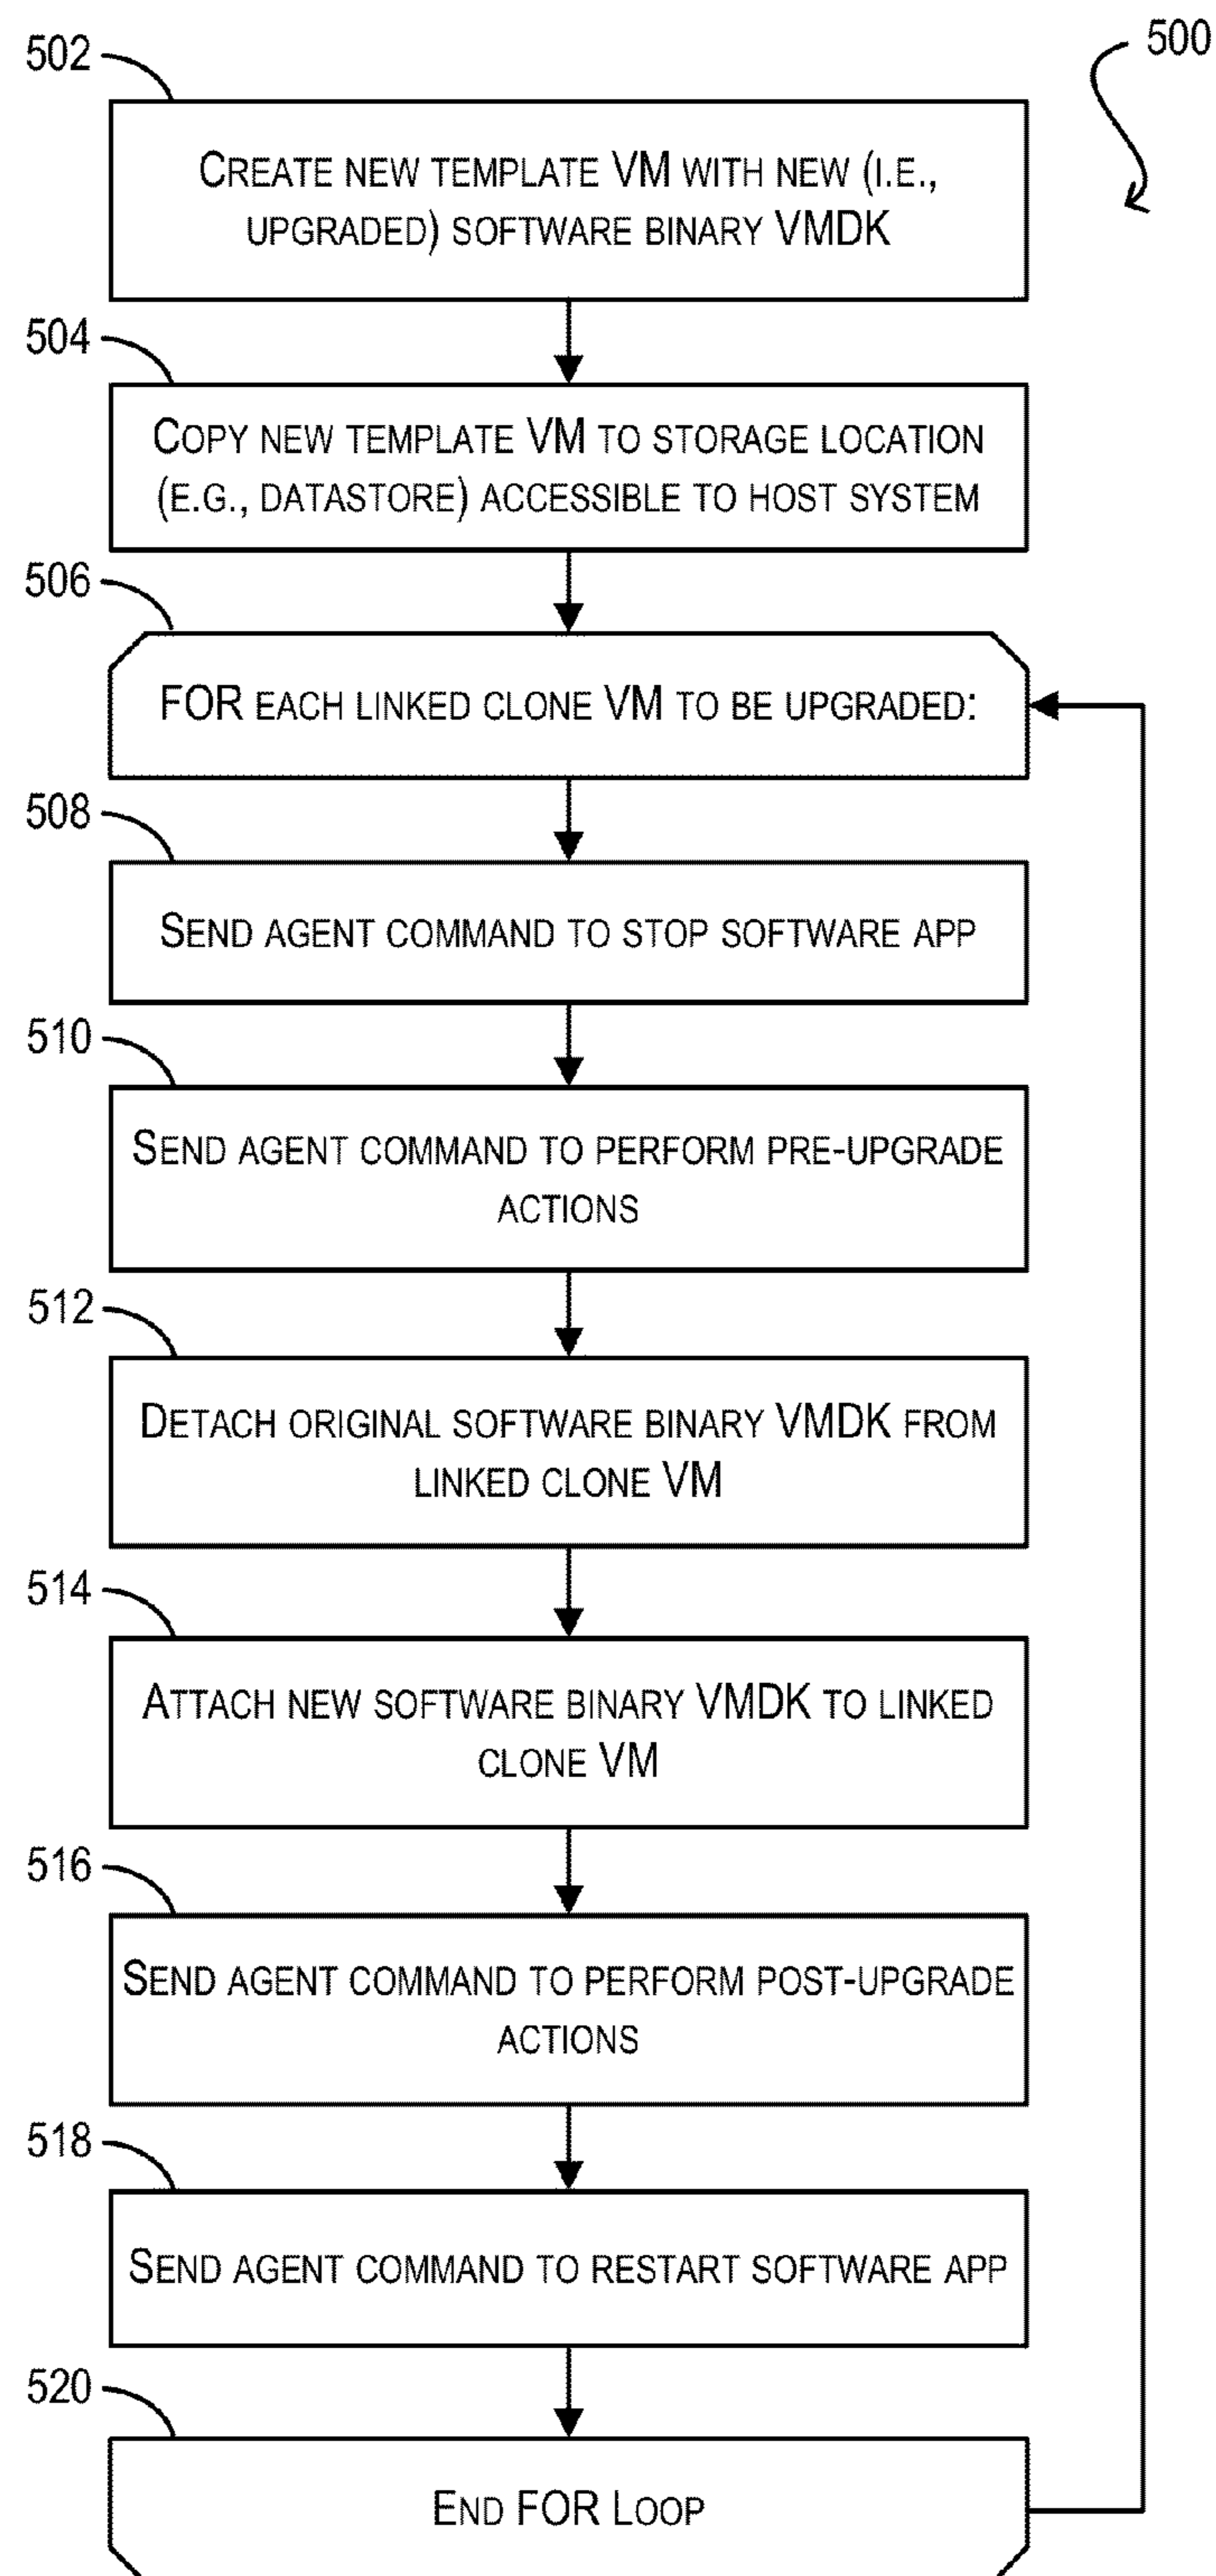 500
502
CREATE NEW TEMPLATE VM WITH NEW (I.E.,
UPGRADED) SOFTWARE BINARY VMDK
504
COPY NEW TEMPLATE VM TO STORAGE LOCATION
(E.G., DATASTORE) ACCESSIBLE TO HOST SYSTEM
506
FOR EACH LINKED CLONE VM TO BE UPGRADED:
508
SEND AGENT COMMAND TO STOP SOFTWARE APP
510
SEND AGENT COMMAND TO PERFORM PRE-UPGRADE
ACTIONS
512
DETACH ORIGINAL SOFTWARE BINARY VMDK FROM
LINKED CLONE VM
514
ATTACH NEW SOFTWARE BINARY VMDK TO LINKED
CLONE VM
516
SEND AGENT COMMAND TO PERFORM POST-UPGRADE
ACTIONS
518
SEND AGENT COMMAND TO RESTART SOFTWARE APP
520
END FOR LOOP